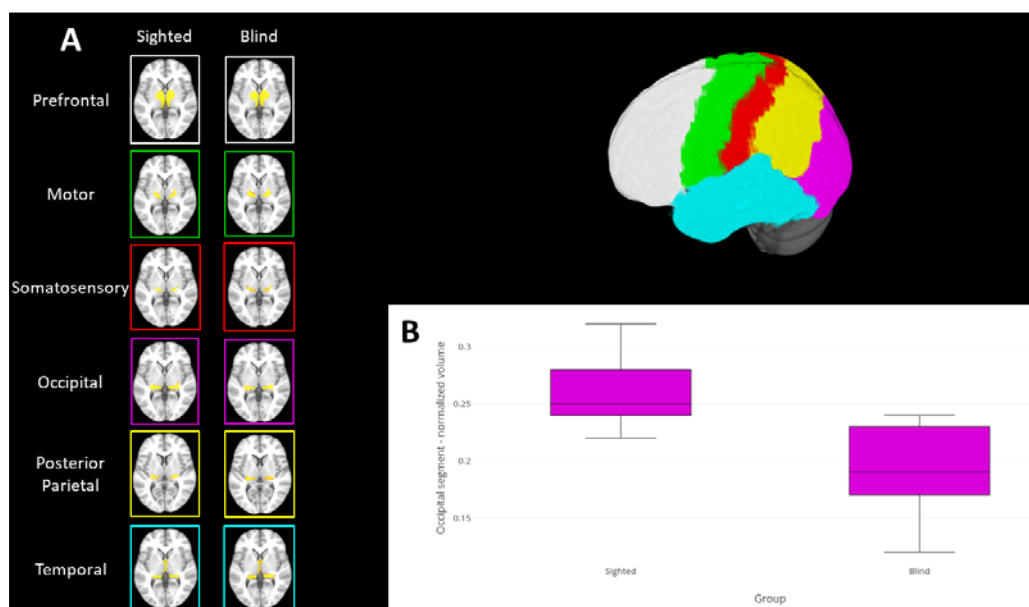 A
Sighted
Blind
Prefrontal
Motor
Somatosensory
Occipital
Posterior
Parietal
Temporal
B
Occipital segment - normalized volume
0.3
0.25
0.2
0.15
Sighted
Blind
Group